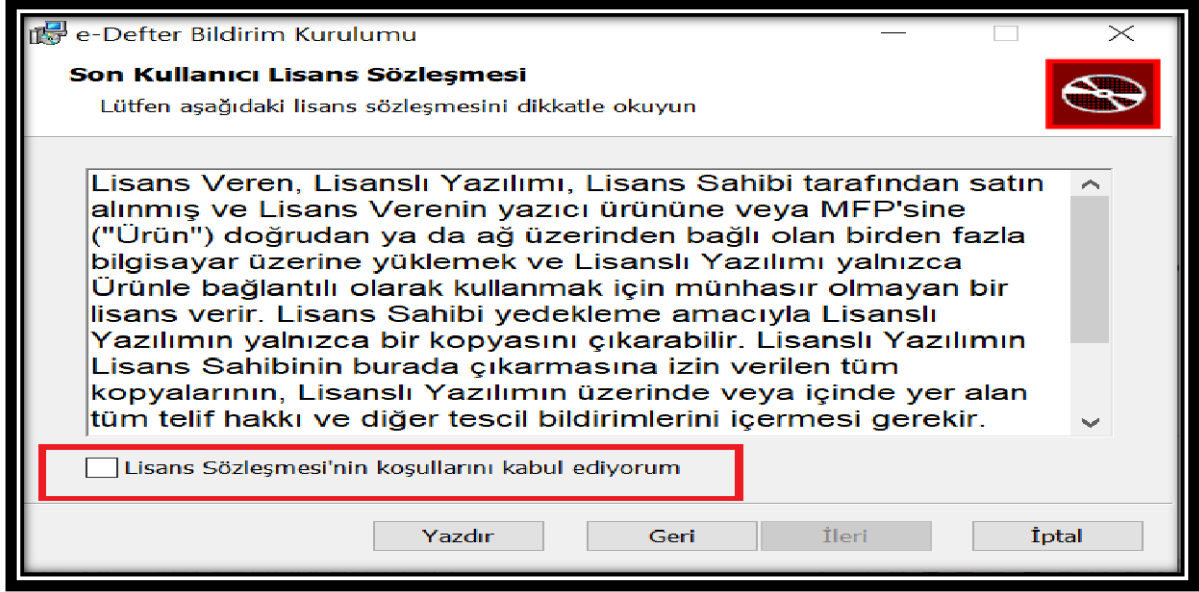 e-Defter Bildirim Kurulumu
Son Kullanıcı Lisans Sözleşmesi
Lütfen aşağıdaki lisans sözleşmesini dikkatle okuyun
Lisans Veren, Lisanslı Yazılımı, Lisans Sahibi tarafından satın
alınmış ve Lisans Verenin yazıcı ürününe veya MFP'sine
("Ürün") doğrudan ya da ağ üzerinden bağlı olan birden fazla
bilgisayar üzerine yüklemek ve Lisanslı Yazılımı yalnızca
Ürünle bağlantılı olarak kullanmak için münhasır olmayan bir
lisans verir. Lisans Sahibi yedekleme amacıyla Lisanslı
Yazılımın yalnızca bir kopyasını çıkarabilir. Lisanslı Yazılımın
Lisans Sahibinin burada çıkarmasına izin verilen tüm
kopyalarının, Lisanslı Yazılımın üzerinde veya içinde yer alan
tüm telif hakkı ve diğer tescil bildirimlerini içermesi gerekir.
Lisans Sözleşmesi'nin koşullarını kabul ediyorum
Yazdır Geri İleri İptal